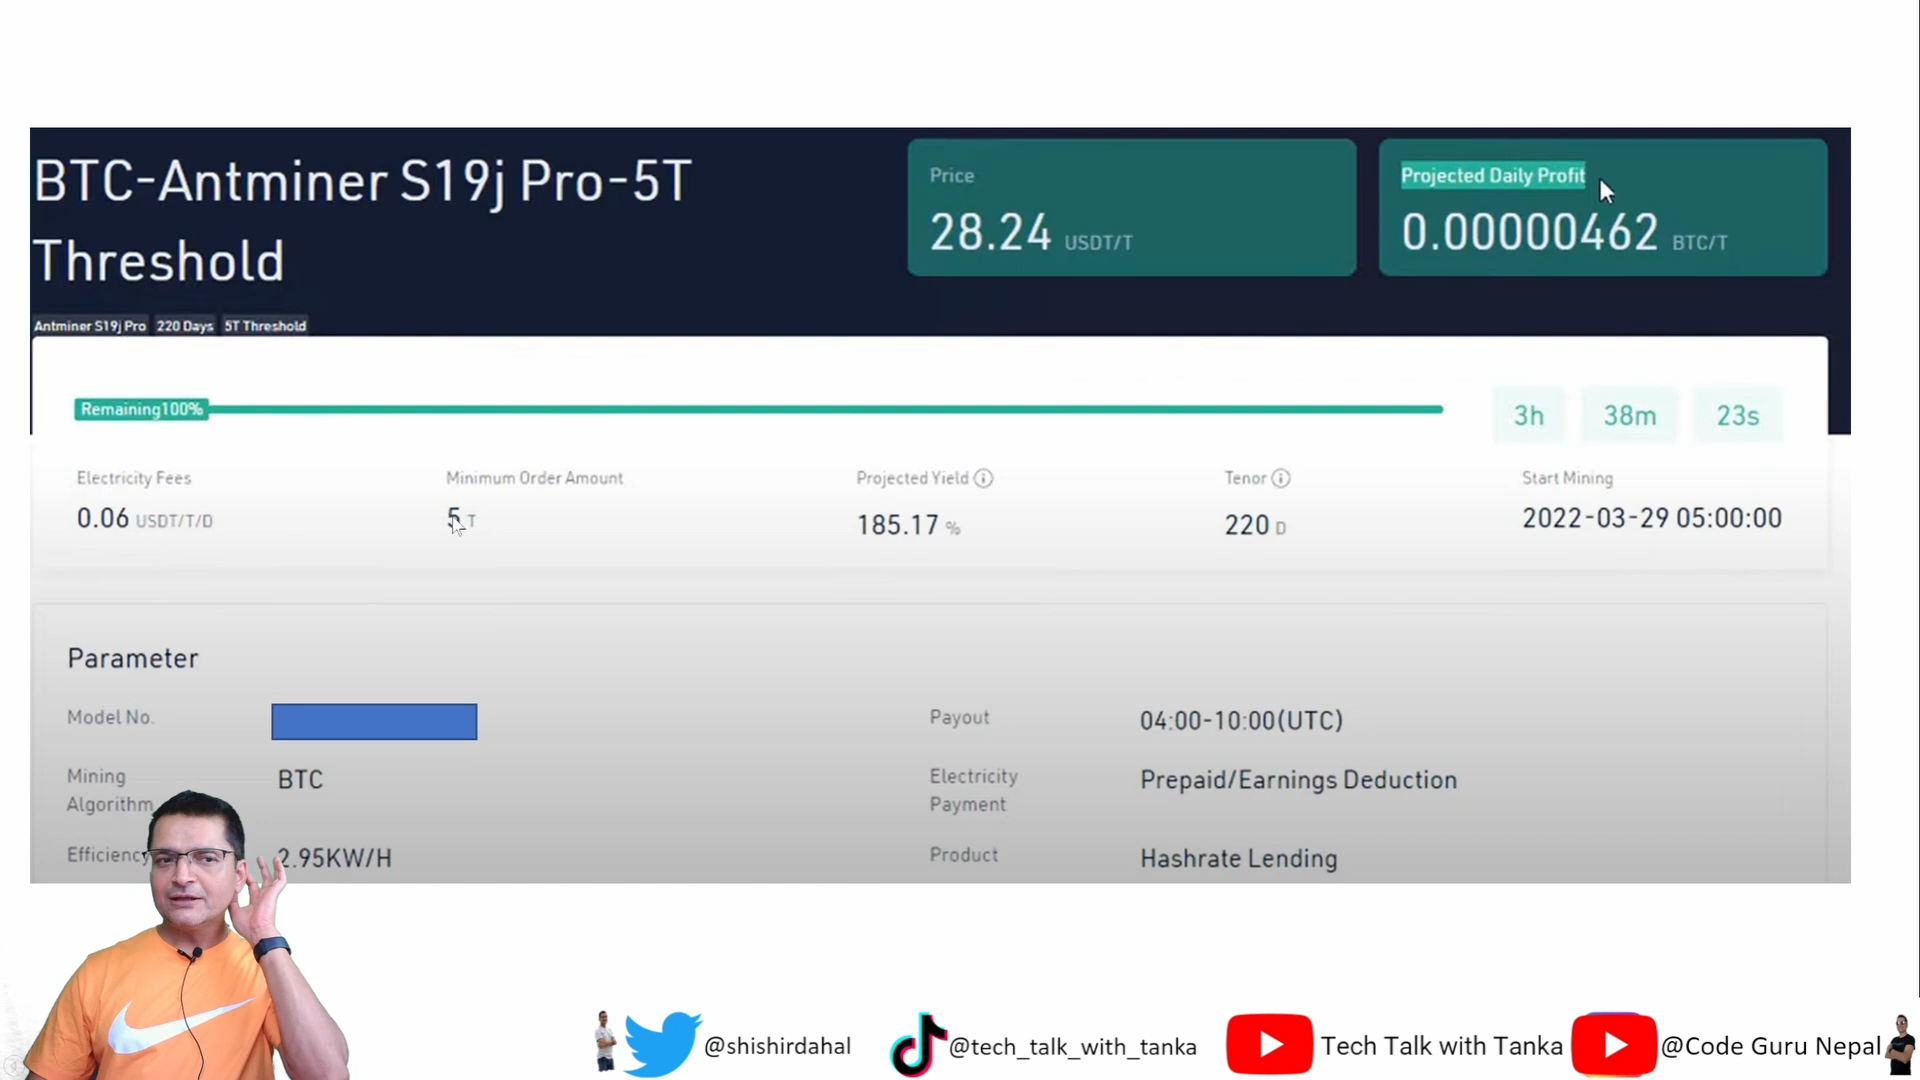 BTC-Antminer S19j Pro-5T
Threshold
Antminer S19j Pro 220 Days 5T Threshold
Price
28.24 USDT/T
Projected Daily Profit
0.00000462 BTC/T
Remaining100%
3h 38m 23s
Electricity Fees
0.06 USDT/T/D
Minimum Order Amount
5 T
Projected Yield
185.17 %
Tenor
220 D
Start Mining
2022-03-29 05:00:00
Parameter
Model No.
Payout 04:00-10:00(UTC)
Mining
Algorithm
BTC
Electricity
Payment
Prepaid/Earnings Deduction
Efficiency 2.95KW/H
Product Hashrate Lending
@shishirdahal @tech_talk_with_tanka Tech Talk with Tanka @Code Guru Nepal